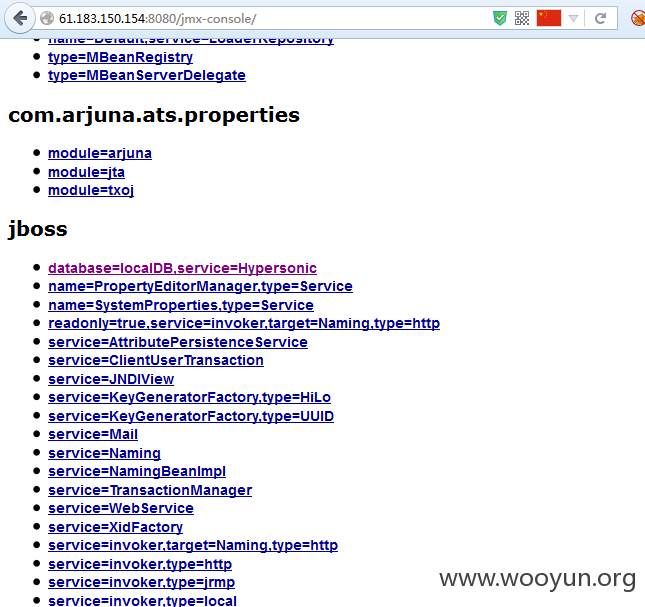 61.183.150.154:8080/jmx-console/
name=Default,service=LoaderRepository
type=MBeanRegistry
type=MBeanServerDelegate
com.arjuna.ats.properties
module=arjuna
module=jta
module=txoj
jboss
database=localDB,service=Hypersonic
name=PropertyEditorManager,type=Service
name=SystemProperties,type=Service
readonly=true,service=invoker,target=Naming,type=http
service=AttributePersistenceService
service=ClientUserTransaction
service=JNDIView
service=KeyGeneratorFactory,type=HiLo
service=KeyGeneratorFactory,type=UUID
service=Mail
service=Naming
service=NamingBeanImpl
service=TransactionManager
service=WebService
service=XidFactory
service=invoker,target=Naming,type=http
service=invoker,type=http
service=invoker,type=jrmp
service=invoker,type=local
www.wooyun.org